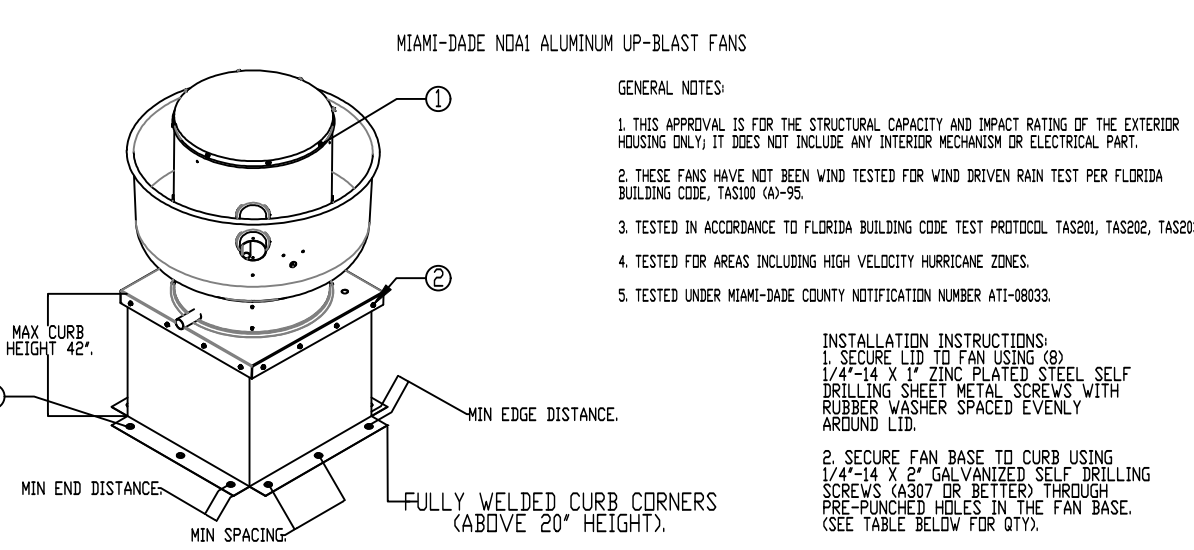 MIAMI-DADE NOA1 ALUMINUM UP-BLAST FANS
GENERAL NOTES:
1. THIS APPROVAL IS FOR THE STRUCTURAL CAPACITY AND IMPACT RATING OF THE EXTERIOR
HOUSING ONLY; IT DOES NOT INCLUDE ANY INTERIOR MECHANISM OR ELECTRICAL PART.
2. THESE FANS HAVE NOT BEEN WIND TESTED FOR WIND DRIVEN RAIN TEST PER FLORIDA
BUILDING CODE, TAS100 (A)-95.
3. TESTED IN ACCORDANCE TO FLORIDA BUILDING CODE TEST PROTOCOL TAS201, TAS202,
4. TESTED FOR AREAS INCLUDING HIGH VELOCITY HURRICANE ZONES.
5. TESTED UNDER MIAMI-DADE COUNTY NOTIFICATION NUMBER ATI-08033.
1
2
MAX CURB
HEIGHT 42".
MIN EDGE DISTANCE.
MIN END DISTANCE.
MIN SPACING.
FULLY WELDED CURB CORNERS
(ABOVE 20" HEIGHT).
INSTALLATION INSTRUCTIONS:
1. SECURE LID TO FAN USING (8)
1/4"-14 X 1" ZINC PLATED STEEL SELF
DRILLING SHEET METAL SCREWS WITH
RUBBER WASHER SPACED EVENLY
AROUND LID.
2. SECURE FAN BASE TO CURB USING
1/4"-14 X 2" GALVANIZED SELF DRILLING
SCREWS (A307 OR BETTER) THROUGH
PRE-PUNCHED HOLES IN THE FAN BASE.
(SEE TABLE BELOW FOR QTY).